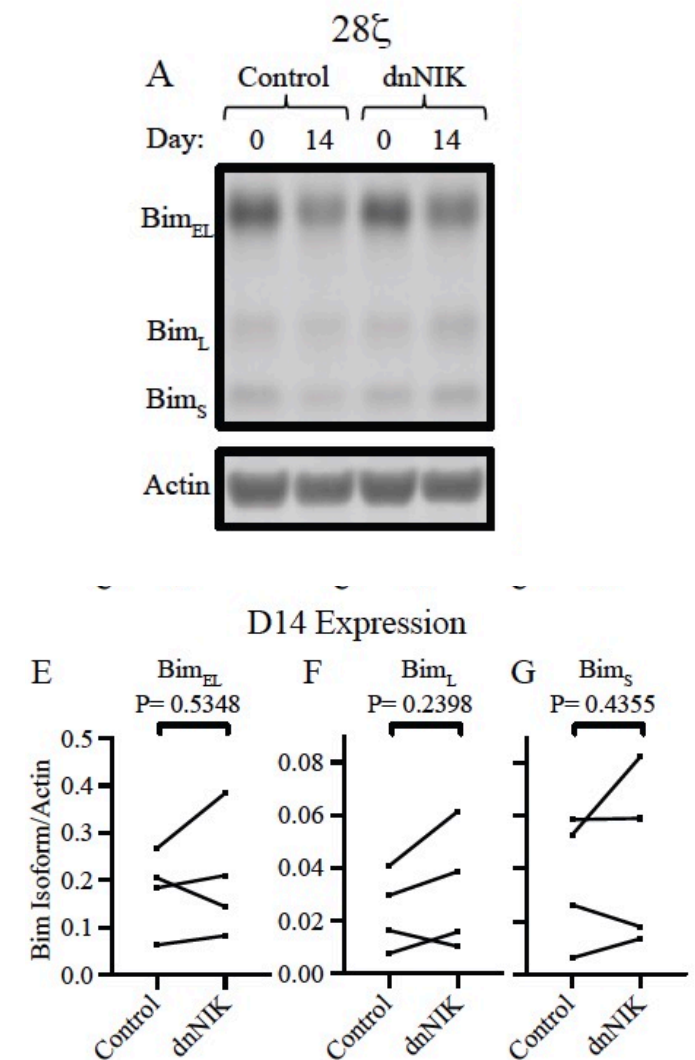 28ζ
A Control dnNIK
Day: 0 14 0 14
Bim_EL
Bim_L
Bim_S
Actin
D14 Expression
E Bim_EL F Bim_L G Bim_S
P= 0.5348 P= 0.2398 P= 0.4355
Bim Isoform/Actin
0.5
0.4
0.3
0.2
0.1
0.0
0.08
0.06
0.04
0.02
0.00
Control dnNIK Control dnNIK Control dnNIK